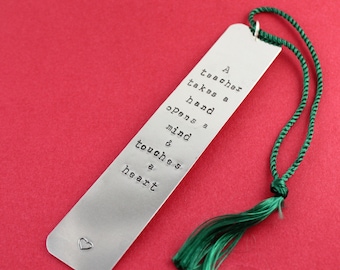 A
teacher
takes a
hand
opens a
mind
&
touches
a
heart